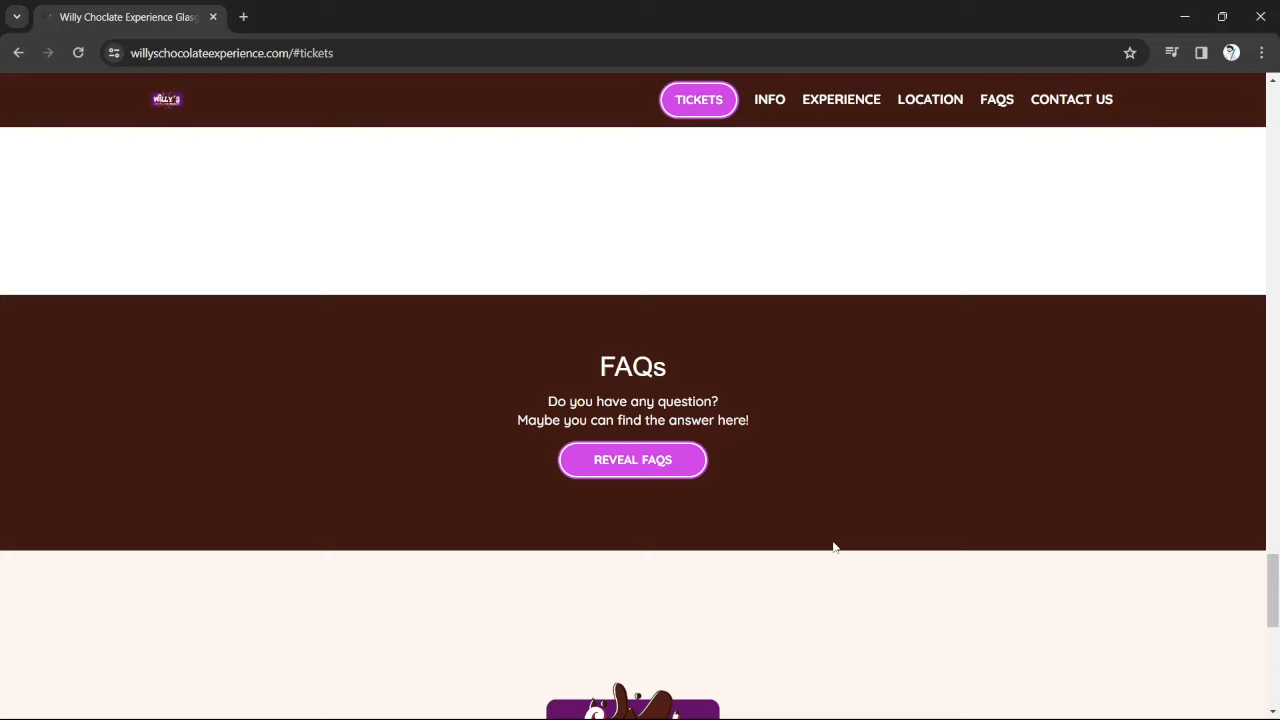 Willy Choclate Experience Glasg
willyschocolateexperience.com/#tickets
WILLY'S
TICKETS
INFO
EXPERIENCE
LOCATION
FAQS
CONTACT US
FAQs
Do you have any question?
Maybe you can find the answer here!
REVEAL FAQS